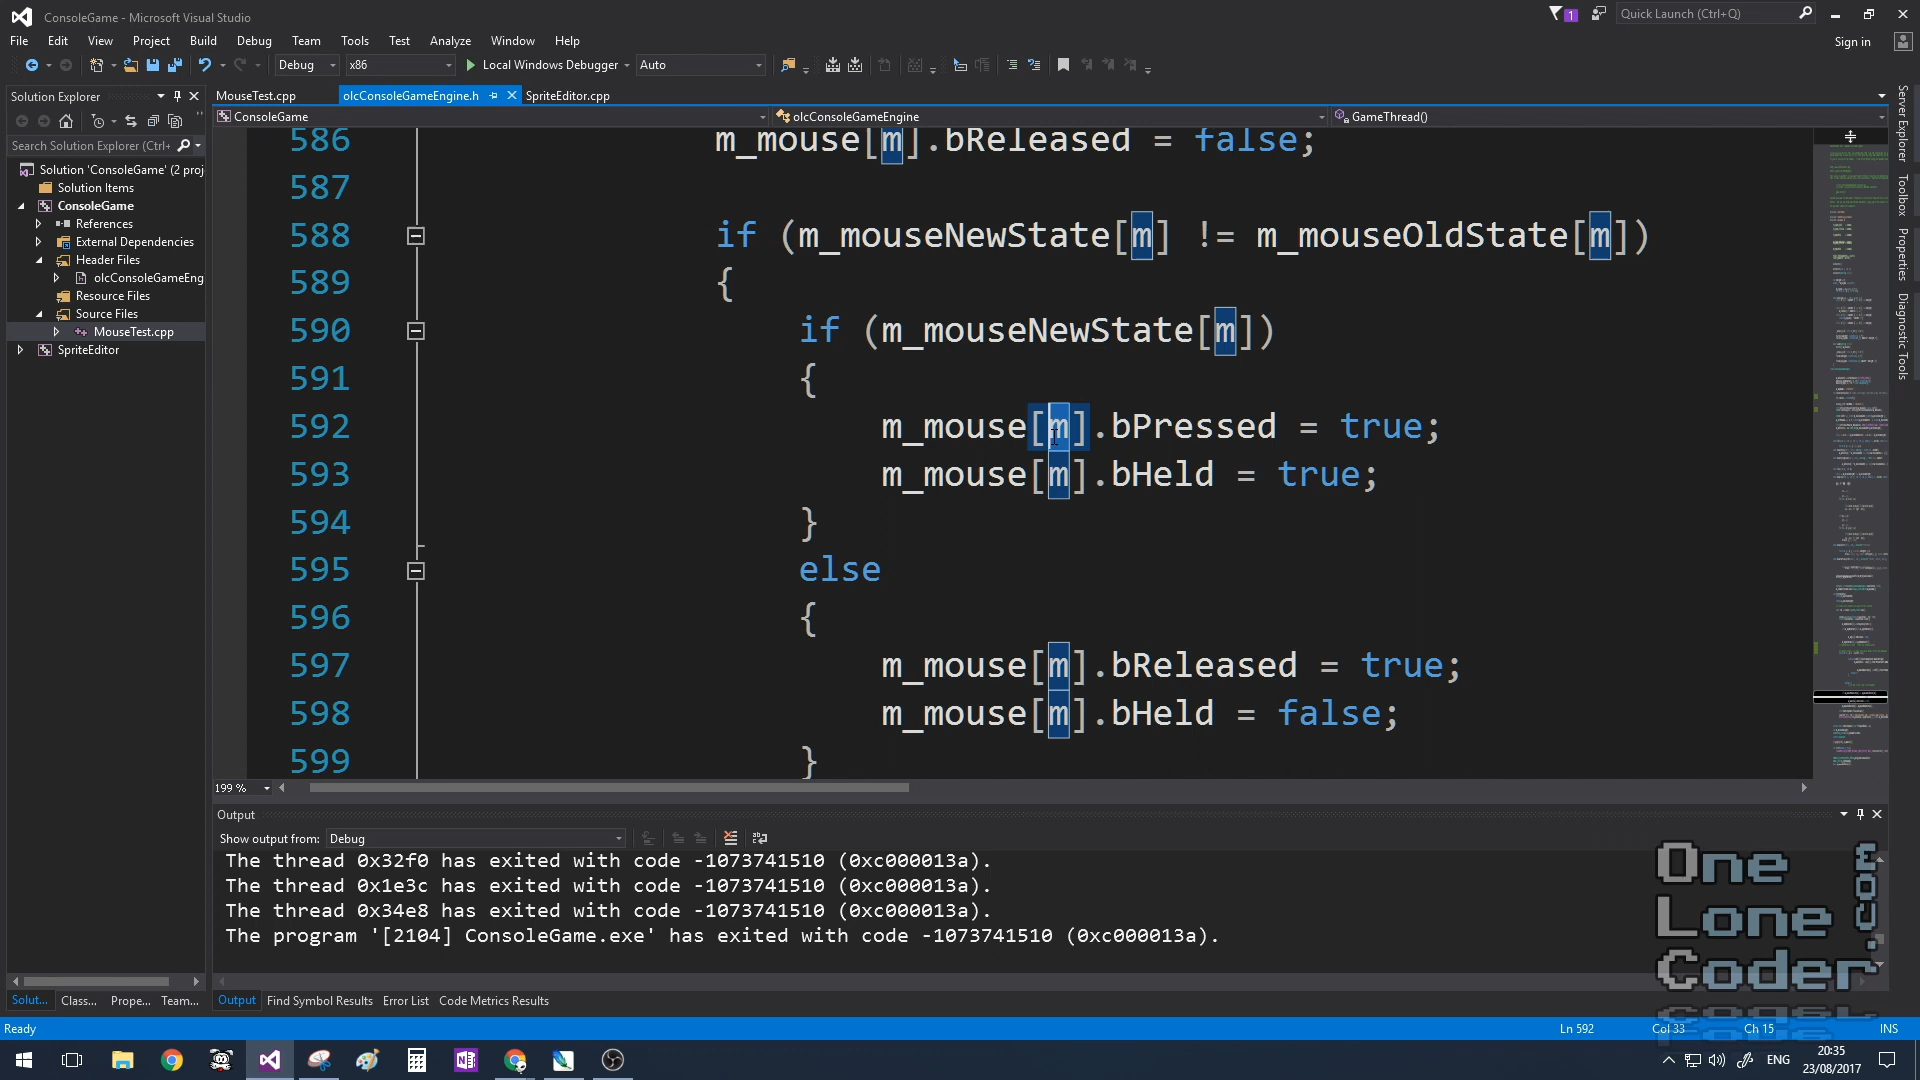 ConsoleGame - Microsoft Visual Studio
1
Quick Launch (Ctrl+Q)
File Edit View Project Build Debug Team Tools Test Analyze Window Help
Sign in
Debug x86 Local Windows Debugger Auto
Solution Explorer
Search Solution Explorer (Ctrl+
Solution 'ConsoleGame' (2 proj
Solution Items
ConsoleGame
References
External Dependencies
Header Files
olcConsoleGameEng
Resource Files
Source Files
MouseTest.cpp
SpriteEditor
MouseTest.cpp olcConsoleGameEngine.h SpriteEditor.cpp
ConsoleGame olcConsoleGameEngine GameThread()
586 m_mouse[m].bReleased = false;
587
588 if (m_mouseNewState[m] != m_mouseOldState[m])
589 {
590 if (m_mouseNewState[m])
591 {
592 m_mouse[m].bPressed = true;
593 m_mouse[m].bHeld = true;
594 }
595 else
596 {
597 m_mouse[m].bReleased = true;
598 m_mouse[m].bHeld = false;
599 }
199 %
Server Explorer
Toolbox
Properties
Diagnostic Tools
Output
Show output from: Debug
The thread 0x32f0 has exited with code -1073741510 (0xc000013a).
The thread 0x1e3c has exited with code -1073741510 (0xc000013a).
The thread 0x34e8 has exited with code -1073741510 (0xc000013a).
The program '[2104] ConsoleGame.exe' has exited with code -1073741510 (0xc000013a).
One
Lone
Coder
Solut... Class... Prope... Team...
Output Find Symbol Results Error List Code Metrics Results
Ready Ln 592 Col 33 Ch 15 INS
ENG
20:35
23/08/2017